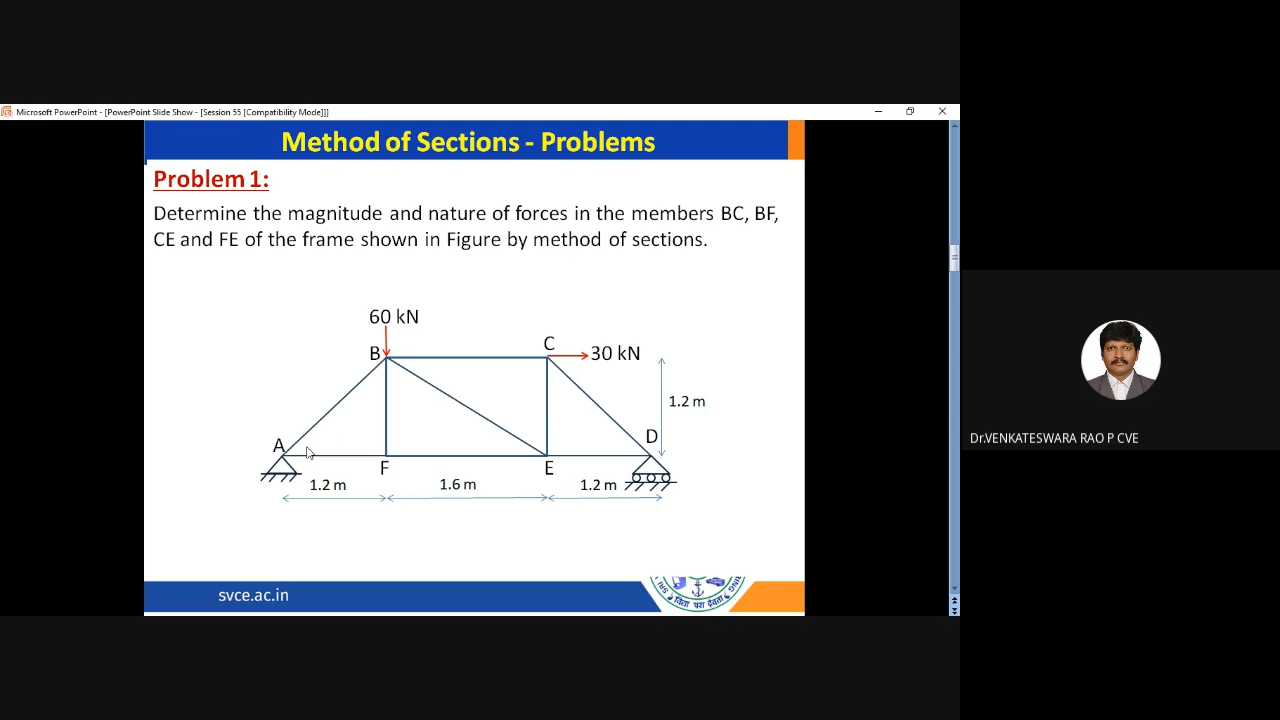 Microsoft PowerPoint - [PowerPoint Slide Show - [Session 55 [Compatibility Mode]]]
Method of Sections - Problems
Problem 1:
Determine the magnitude and nature of forces in the members BC, BF,
CE and FE of the frame shown in Figure by method of sections.
60 kN
B
C
30 kN
1.2 m
A
D
F
E
1.2 m
1.6 m
1.2 m
svce.ac.in
Dr.VENKATESWARA RAO P CVE